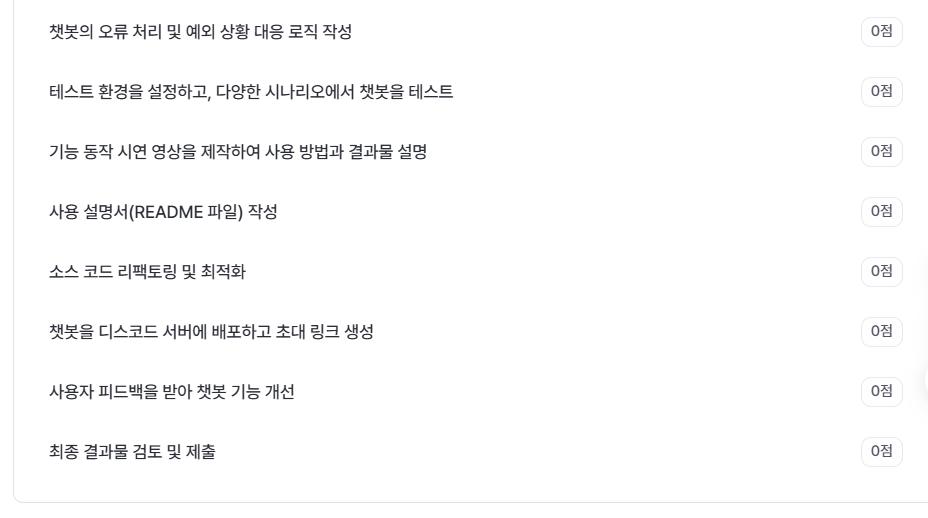 챗봇의 오류 처리 및 예외 상황 대응 로직 작성 0점
테스트 환경을 설정하고, 다양한 시나리오에서 챗봇을 테스트 0점
기능 동작 시연 영상을 제작하여 사용 방법과 결과물 설명 0점
사용 설명서(README 파일) 작성 0점
소스 코드 리팩토링 및 최적화 0점
챗봇을 디스코드 서버에 배포하고 초대 링크 생성 0점
사용자 피드백을 받아 챗봇 기능 개선 0점
최종 결과물 검토 및 제출 0점